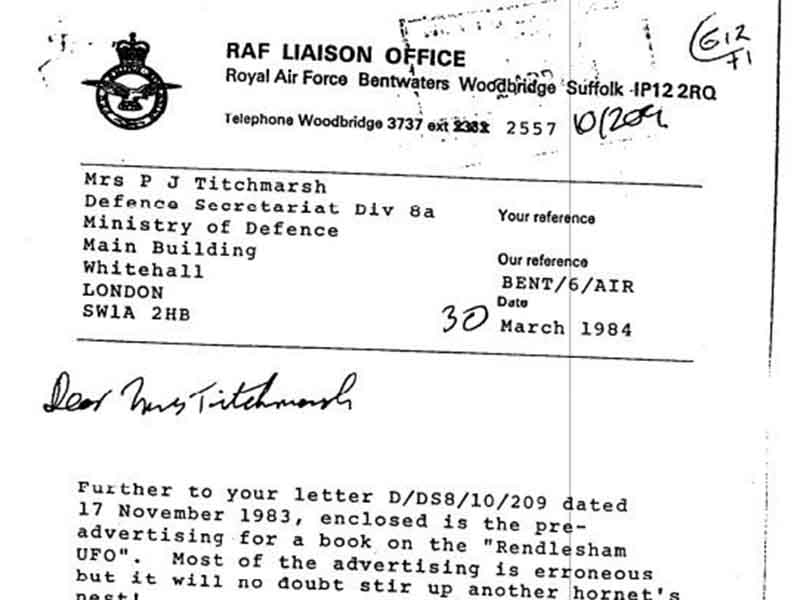 G12
71
RAF LIAISON OFFICE
Royal Air Force Bentwaters Woodbridge Suffolk IP12 2RQ
Telephone Woodbridge 3737 ext 2557 10/209
Mrs P J Titchmarsh
Defence Secretariat Div 8a
Ministry of Defence
Main Building
Whitehall
LONDON
SW1A 2HB
Your reference
Our reference
BENT/6/AIR
Date
30 March 1984
Dear Mrs Titchmarsh
Further to your letter D/DS8/10/209 dated
17 November 1983, enclosed is the pre-
advertising for a book on the "Rendlesham
UFO". Most of the advertising is erroneous
but it will no doubt stir up another hornet's
nest!